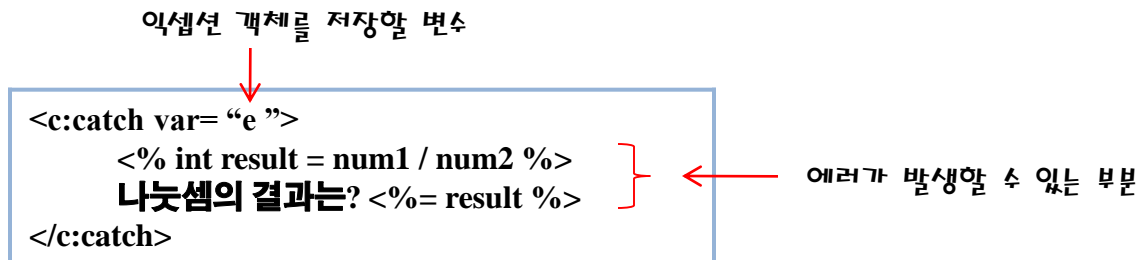 익셉션 객체를 저장할 변수
<c:catch var= “e ”>
<% int result = num1 / num2 %>
나눗셈의 결과는? <%= result %>
</c:catch>
에러가 발생할 수 있는 부분